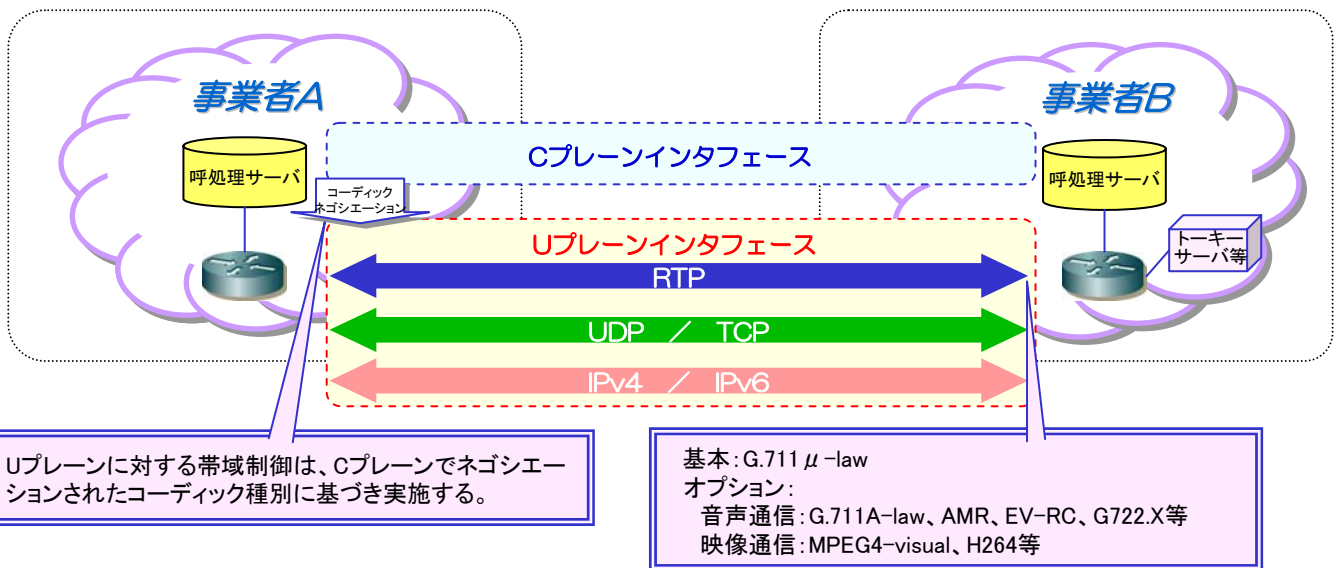 事業者A
事業者B
Cプレーンインタフェース
呼処理サーバ
呼処理サーバ
コーディック
ネゴシエーション
Uプレーンインタフェース
トーキー
サーバ等
RTP
UDP ／ TCP
IPv4 ／ IPv6
Uプレーンに対する帯域制御は、Cプレーンでネゴシエー
ションされたコーディック種別に基づき実施する。
基本：G.711μ-law
オプション：
音声通信：G.711A-law、AMR、EV-RC、G722.X等
映像通信：MPEG4-visual、H264等